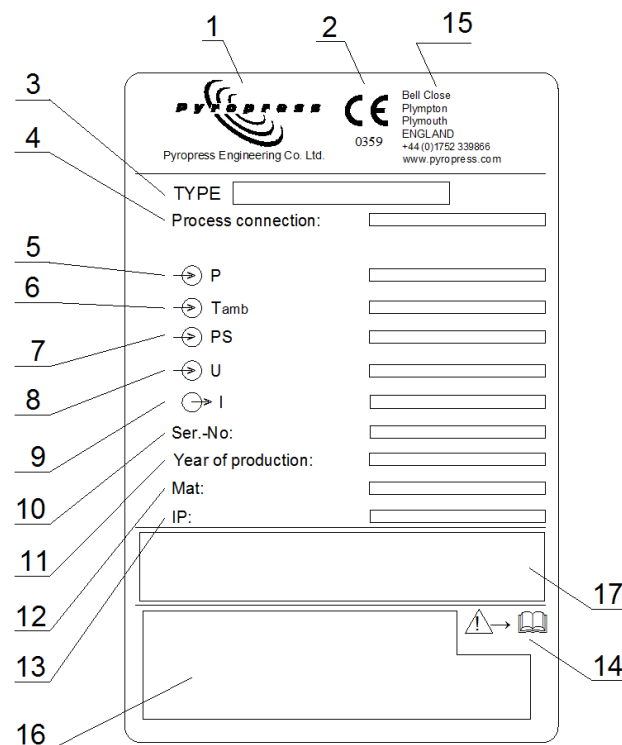 1
2
15
3
4
5
6
7
8
9
10
11
12
13
16
17
14
pyropress
Pyropress Engineering Co. Ltd.
CE
0359
Bell Close
Plympton
Plymouth
ENGLAND
+44 (0)1752 339866
www.pyropress.com
TYPE
Process connection:
P
Tamb
PS
U
I
Ser.-No:
Year of production:
Mat:
IP:
!